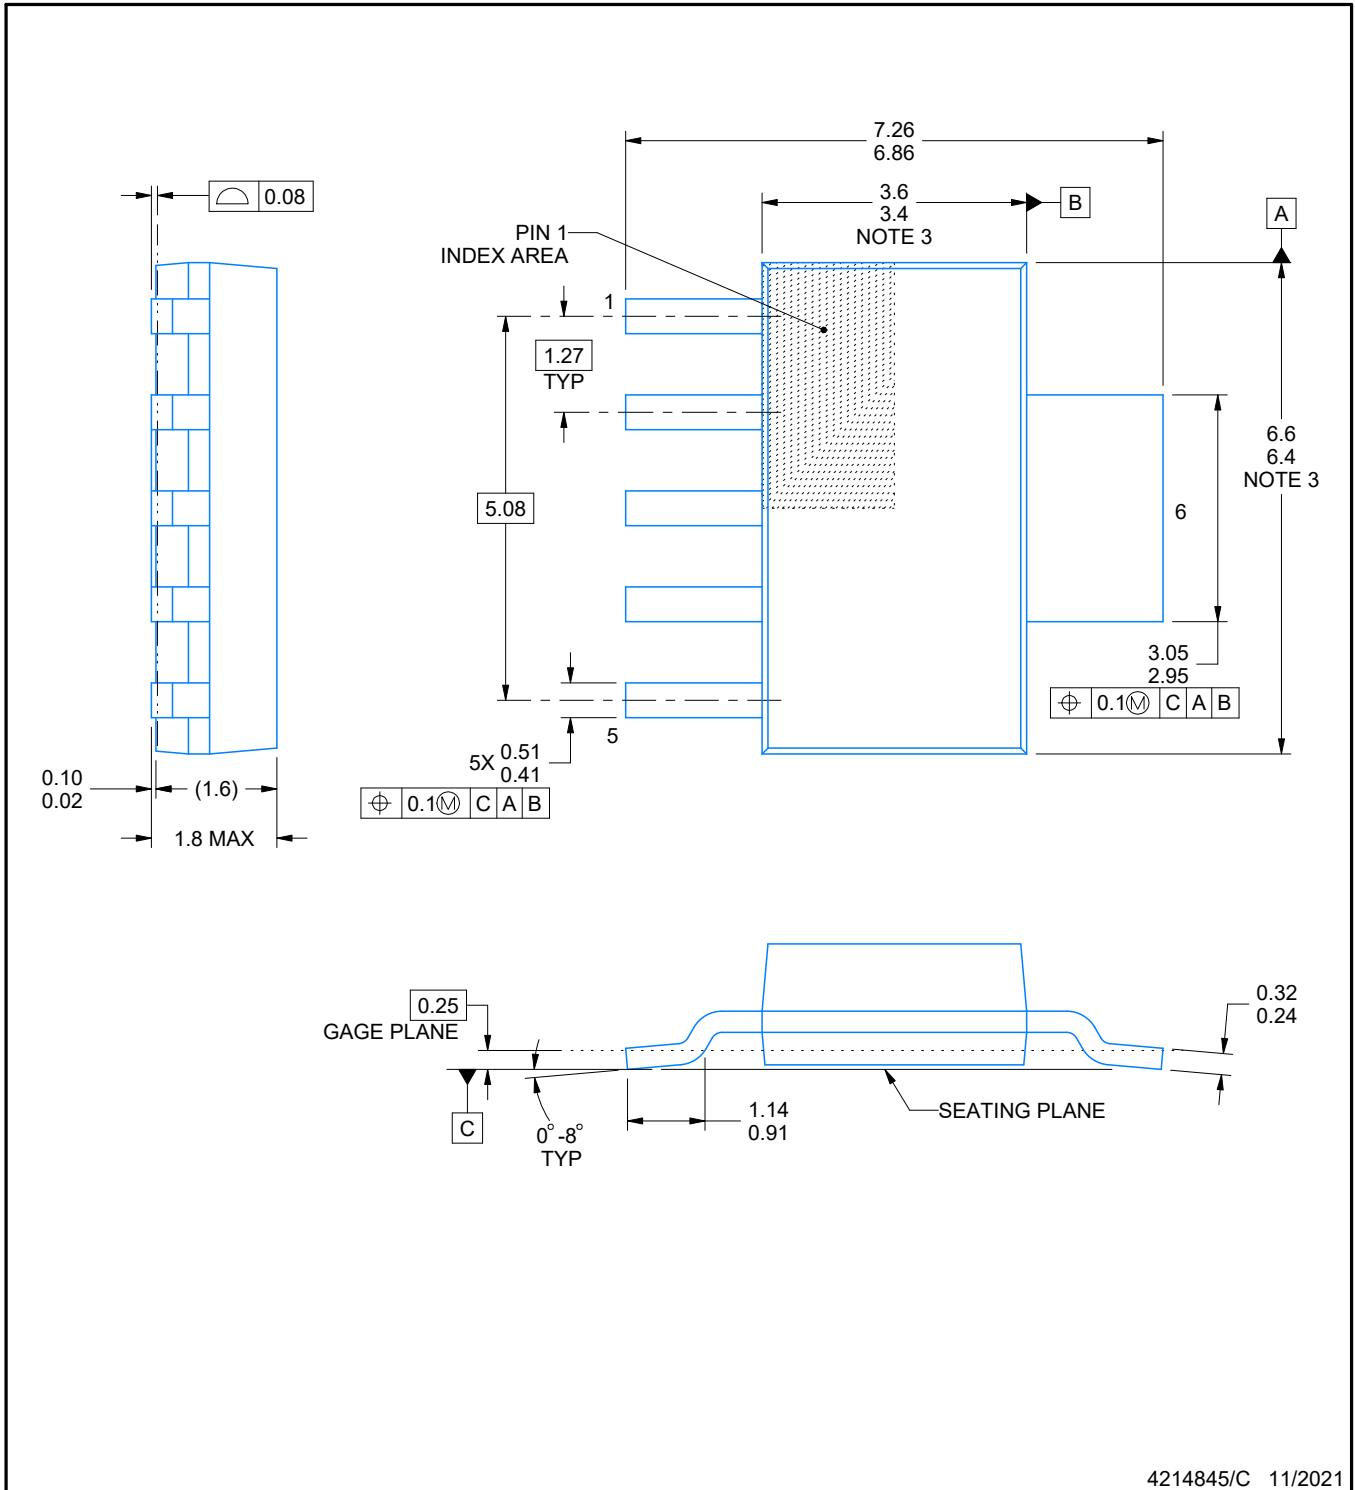 7.26
6.86
3.6
3.4
NOTE 3
B
A
0.08
PIN 1
INDEX AREA
1
1.27
TYP
5.08
6.6
6.4
NOTE 3
6
3.05
2.95
0.1Ⓜ C A B
5
5X 0.51
0.41
0.1Ⓜ C A B
0.10
0.02
(1.6)
1.8 MAX
0.25
GAGE PLANE
0.32
0.24
C
0°-8°
TYP
1.14
0.91
SEATING PLANE
4214845/C 11/2021